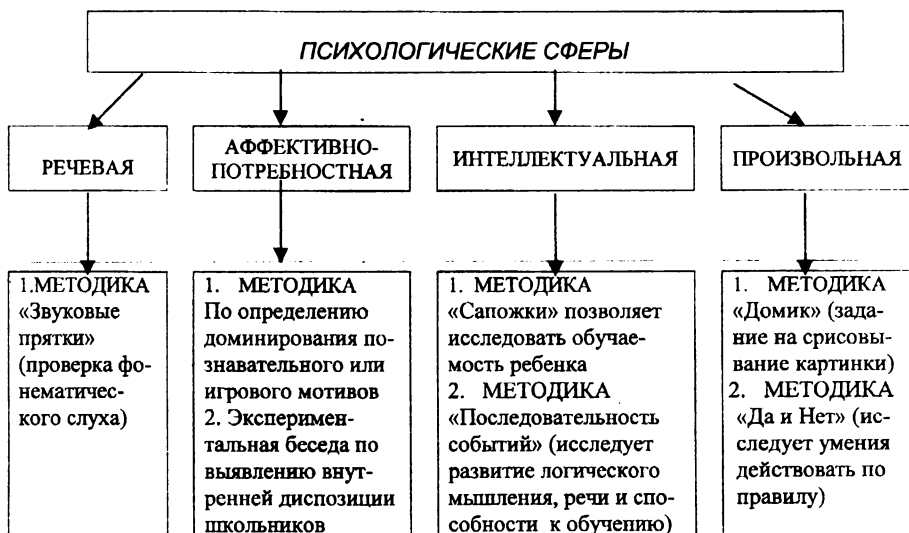 ПСИХОЛОГИЧЕСКИЕ СФЕРЫ
РЕЧЕВАЯ
АФФЕКТИВНО-
ПОТРЕБНОСТНАЯ
ИНТЕЛЛЕКТУАЛЬНАЯ
ПРОИЗВОЛЬНАЯ
1.МЕТОДИКА
«Звуковые
прятки»
(проверка фо-
нематичес-
кого слуха)
1. МЕТОДИКА
По определению
доминирования по-
знавательного или
игрового мотивов
2. Эксперимен-
тальная беседа по
выявлению внут-
ренней диспозиции
школьников
1. МЕТОДИКА
«Сапожки» позволяет
исследовать обучае-
мость ребенка
2. МЕТОДИКА
«Последовательность
событий» (исследует
развитие логического
мышления, речи и спо-
собности к обучению)
1. МЕТОДИКА
«Домик» (зада-
ние на срисовы-
вание картинки)
2. МЕТОДИКА
«Да и Нет» (ис-
следует умения
действовать по
правилу)